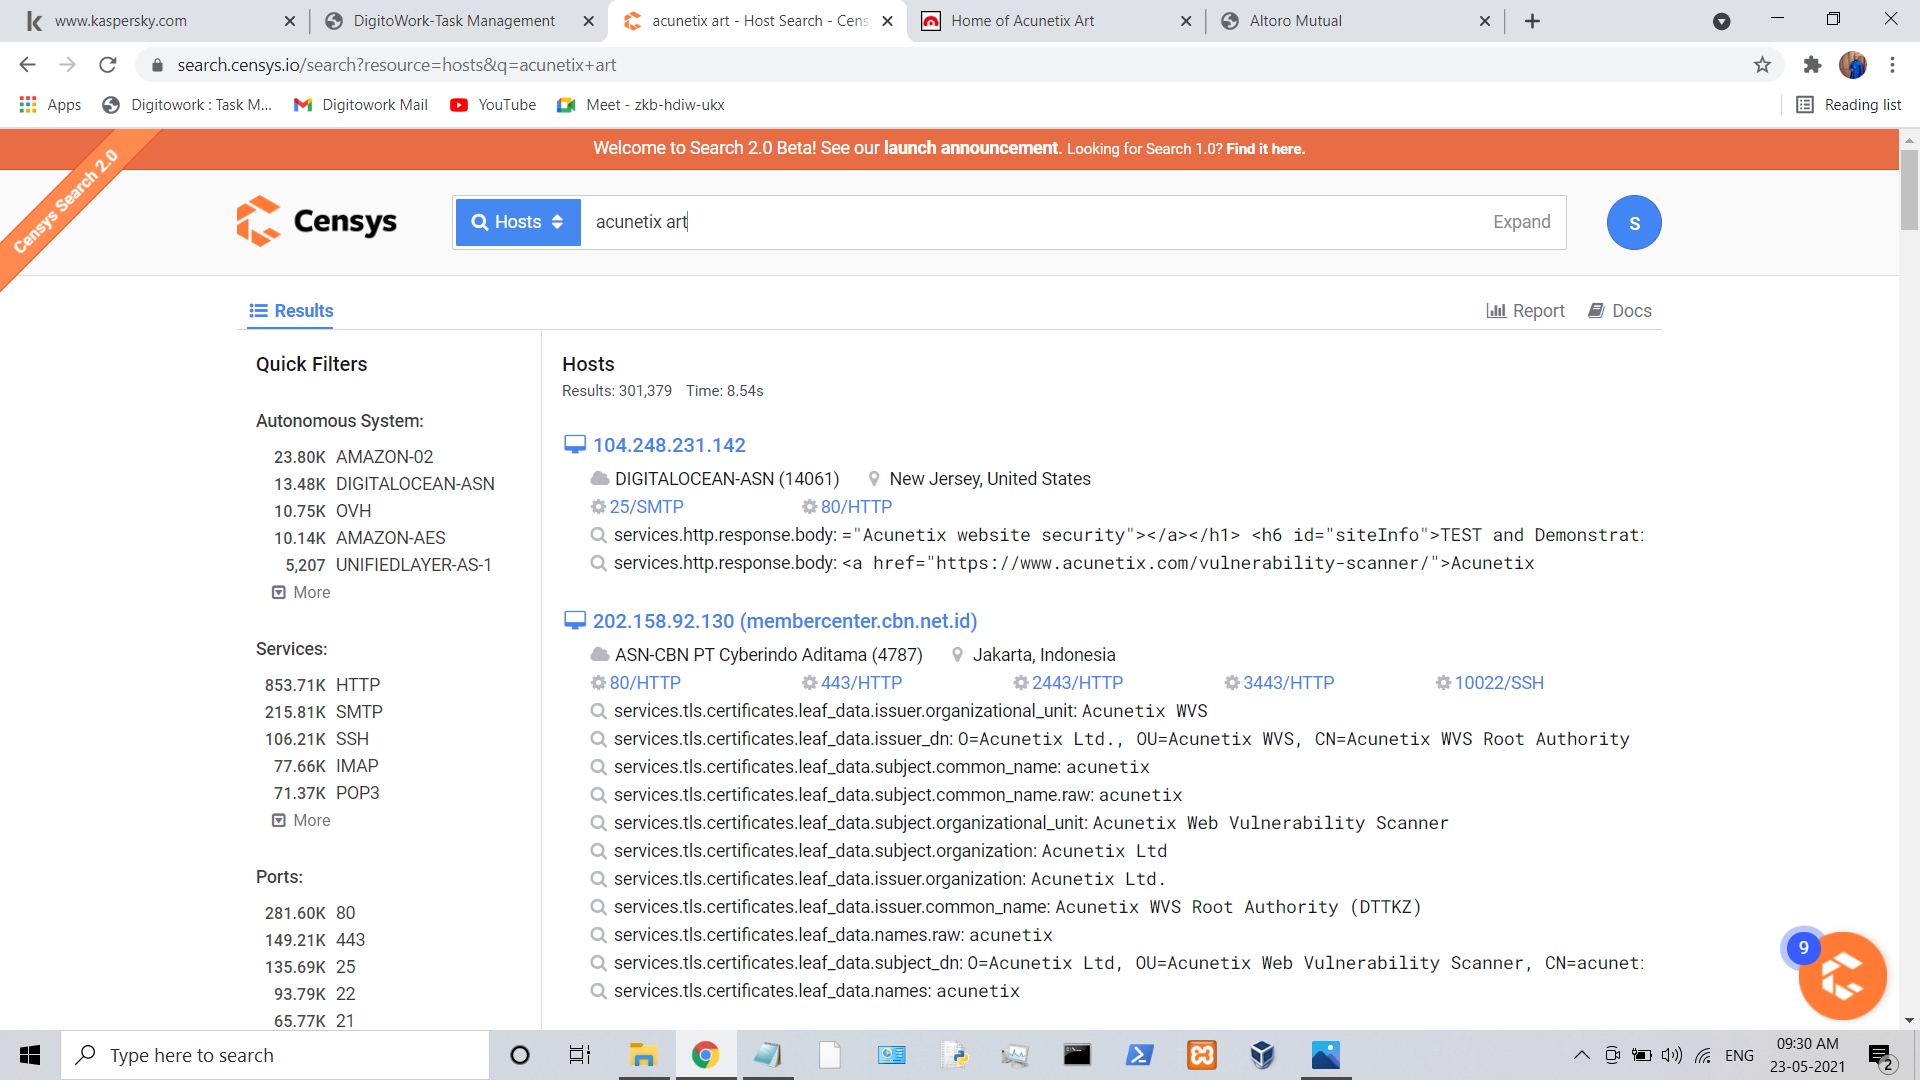 www.kaspersky.com
DigitoWork-Task Management
acunetix art - Host Search - Cens
Home of Acunetix Art
Altoro Mutual
search.censys.io/search?resource=hosts&q=acunetix+art
Apps
Digitowork : Task M...
Digitowork Mail
YouTube
Meet - zkb-hdiw-ukx
Reading list
Welcome to Search 2.0 Beta! See our launch announcement. Looking for Search 1.0? Find it here.
Censys Search 2.0
Censys
Hosts
acunetix art
Expand
S
Results
Report
Docs
Quick Filters
Autonomous System:
23.80K AMAZON-02
13.48K DIGITALOCEAN-ASN
10.75K OVH
10.14K AMAZON-AES
5,207 UNIFIEDLAYER-AS-1
More
Services:
853.71K HTTP
215.81K SMTP
106.21K SSH
77.66K IMAP
71.37K POP3
More
Ports:
281.60K 80
149.21K 443
135.69K 25
93.79K 22
65.77K 21
Hosts
Results: 301,379 Time: 8.54s
104.248.231.142
DIGITALOCEAN-ASN (14061) New Jersey, United States
25/SMTP 80/HTTP
services.http.response.body: ="Acunetix website security"></a></h1> <h6 id="siteInfo">TEST and Demonstrat:
services.http.response.body: <a href="https://www.acunetix.com/vulnerability-scanner/">Acunetix
202.158.92.130 (membercenter.cbn.net.id)
ASN-CBN PT Cyberindo Aditama (4787) Jakarta, Indonesia
80/HTTP 443/HTTP 2443/HTTP 3443/HTTP 10022/SSH
services.tls.certificates.leaf_data.issuer.organizational_unit: Acunetix WVS
services.tls.certificates.leaf_data.issuer_dn: O=Acunetix Ltd., OU=Acunetix WVS, CN=Acunetix WVS Root Authority
services.tls.certificates.leaf_data.subject.common_name: acunetix
services.tls.certificates.leaf_data.subject.common_name.raw: acunetix
services.tls.certificates.leaf_data.subject.organizational_unit: Acunetix Web Vulnerability Scanner
services.tls.certificates.leaf_data.subject.organization: Acunetix Ltd
services.tls.certificates.leaf_data.issuer.organization: Acunetix Ltd.
services.tls.certificates.leaf_data.issuer.common_name: Acunetix WVS Root Authority (DTTKZ)
services.tls.certificates.leaf_data.names.raw: acunetix
services.tls.certificates.leaf_data.subject_dn: O=Acunetix Ltd, OU=Acunetix Web Vulnerability Scanner, CN=acunet:
services.tls.certificates.leaf_data.names: acunetix
9
Type here to search
ENG
09:30 AM
23-05-2021
2